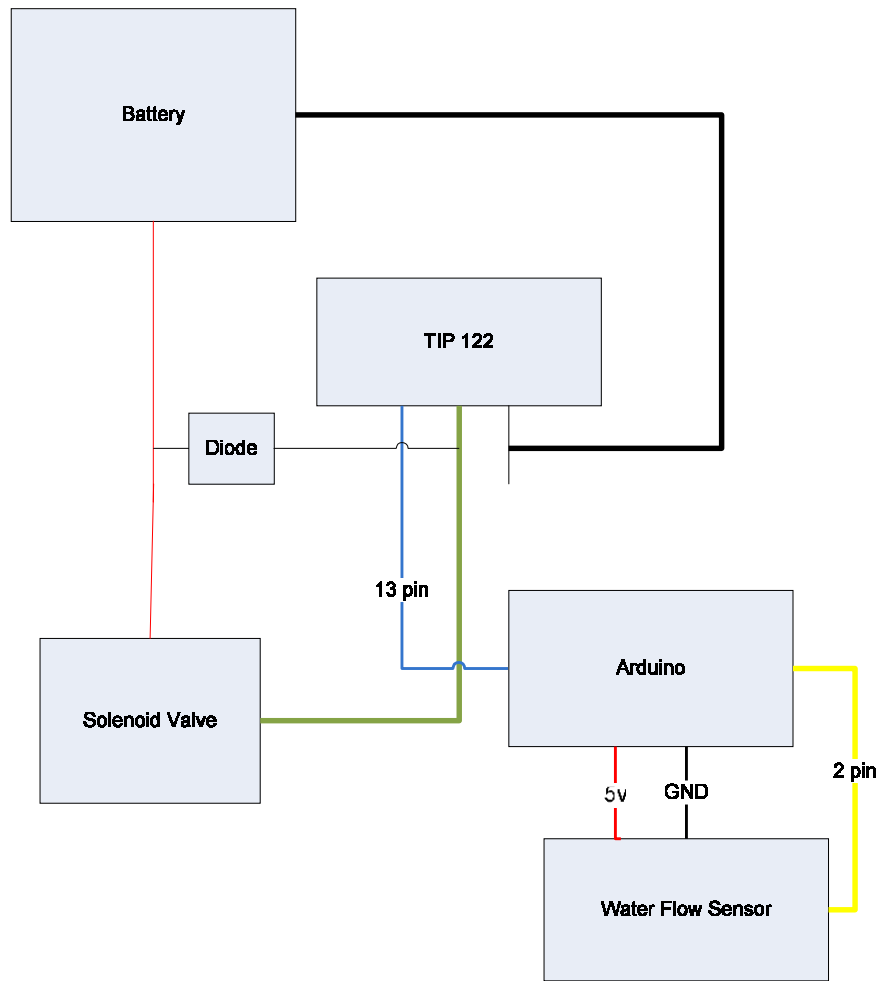 Battery
TIP 122
Diode
13 pin
Arduino
Solenoid Valve
2 pin
5v
GND
Water Flow Sensor